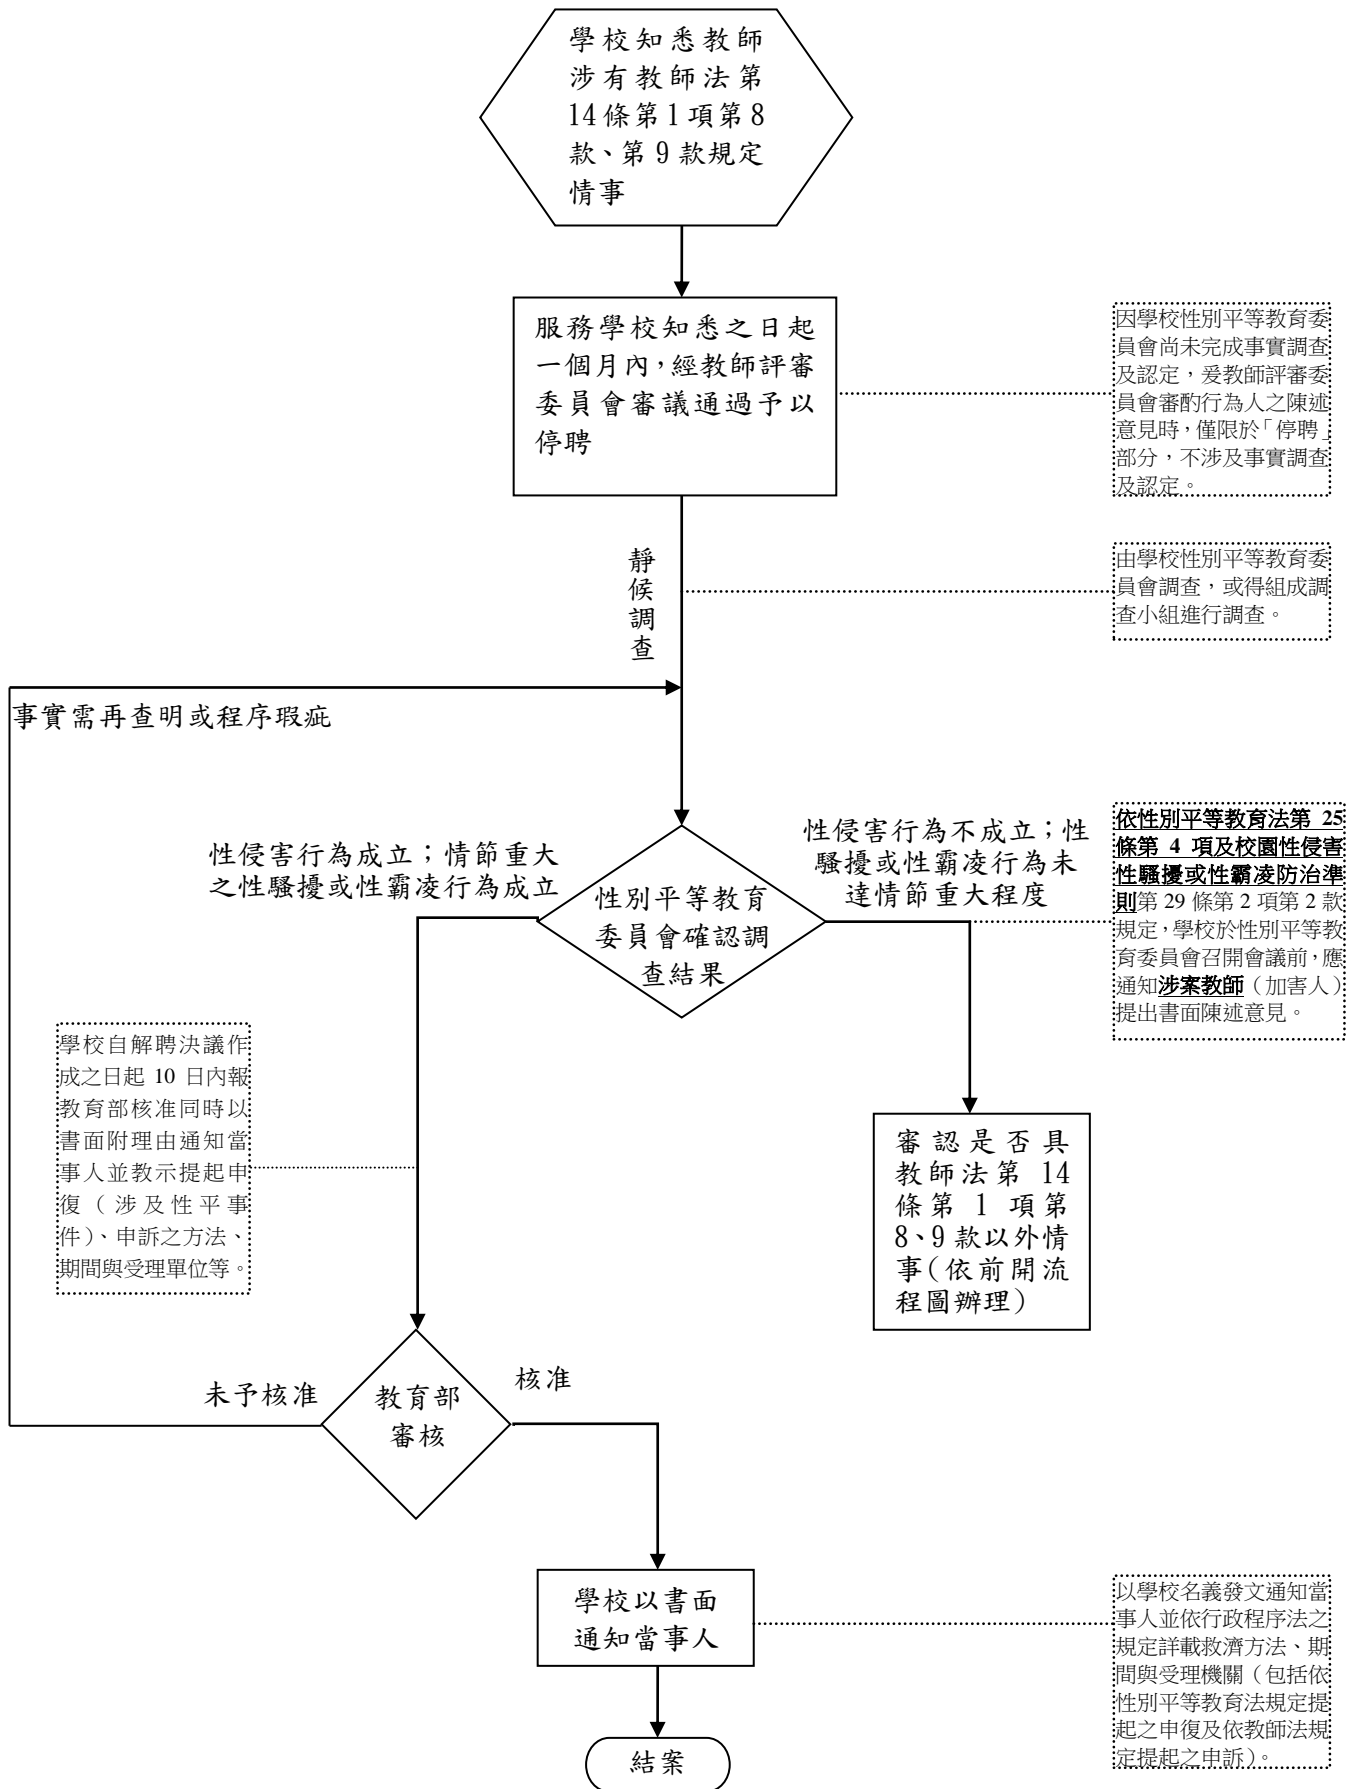 學校知悉教師
涉有教師法第
14條第1項第8
款、第9款規定
情事
服務學校知悉之日起
一個月內，經教師評審
委員會審議通過予以
停聘
因學校性別平等教育委
員會尚未完成事實調查
及認定，爰教師評審委
員會審酌行為人之陳述
意見時，僅限於「停聘」
部分，不涉及事實調查
及認定。
靜候調查
由學校性別平等教育委
員會調查，或得組成調
查小組進行調查。
事實需再查明或程序瑕疵
性侵害行為成立；情節重大
之性騷擾或性霸凌行為成立
性別平等教育
委員會確認調
查結果
性侵害行為不成立；性
騷擾或性霸凌行為未
達情節重大程度
依性別平等教育法第 25
條第 4 項及校園性侵害
性騷擾或性霸凌防治準
則第 29 條第 2 項第 2 款
規定，學校於性別平等教
育委員會召開會議前，應
通知涉案教師（加害人）
提出書面陳述意見。
學校自解聘決議作
成之日起 10 日內報
教育部核准同時以
書面附理由通知當
事人並教示提起申
復（涉及性平事
件）、申訴之方法、
期間與受理單位等。
審認是否具
教師法第 14
條第 1 項第
8、9 款以外情
事（依前開流
程圖辦理）
未予核准
教育部
審核
核准
學校以書面
通知當事人
以學校名義發文通知當
事人並依行政程序法之
規定詳載救濟方法、期
間與受理機關（包括依
性別平等教育法規定提
起之申復及依教師法規
定提起之申訴）。
結案